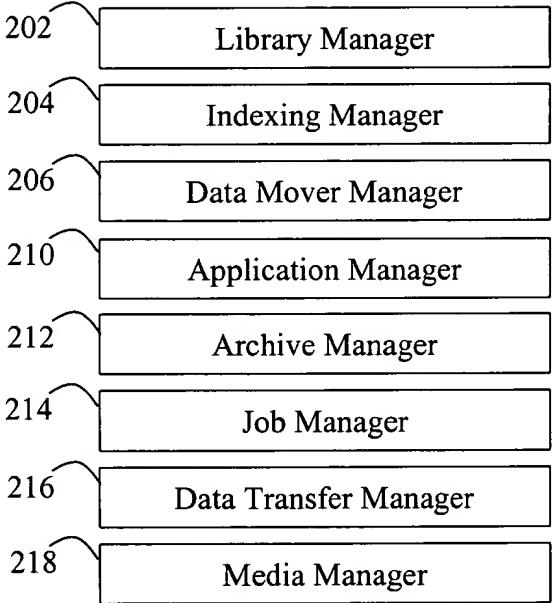 202 Library Manager
204 Indexing Manager
206 Data Mover Manager
210 Application Manager
212 Archive Manager
214 Job Manager
216 Data Transfer Manager
218 Media Manager